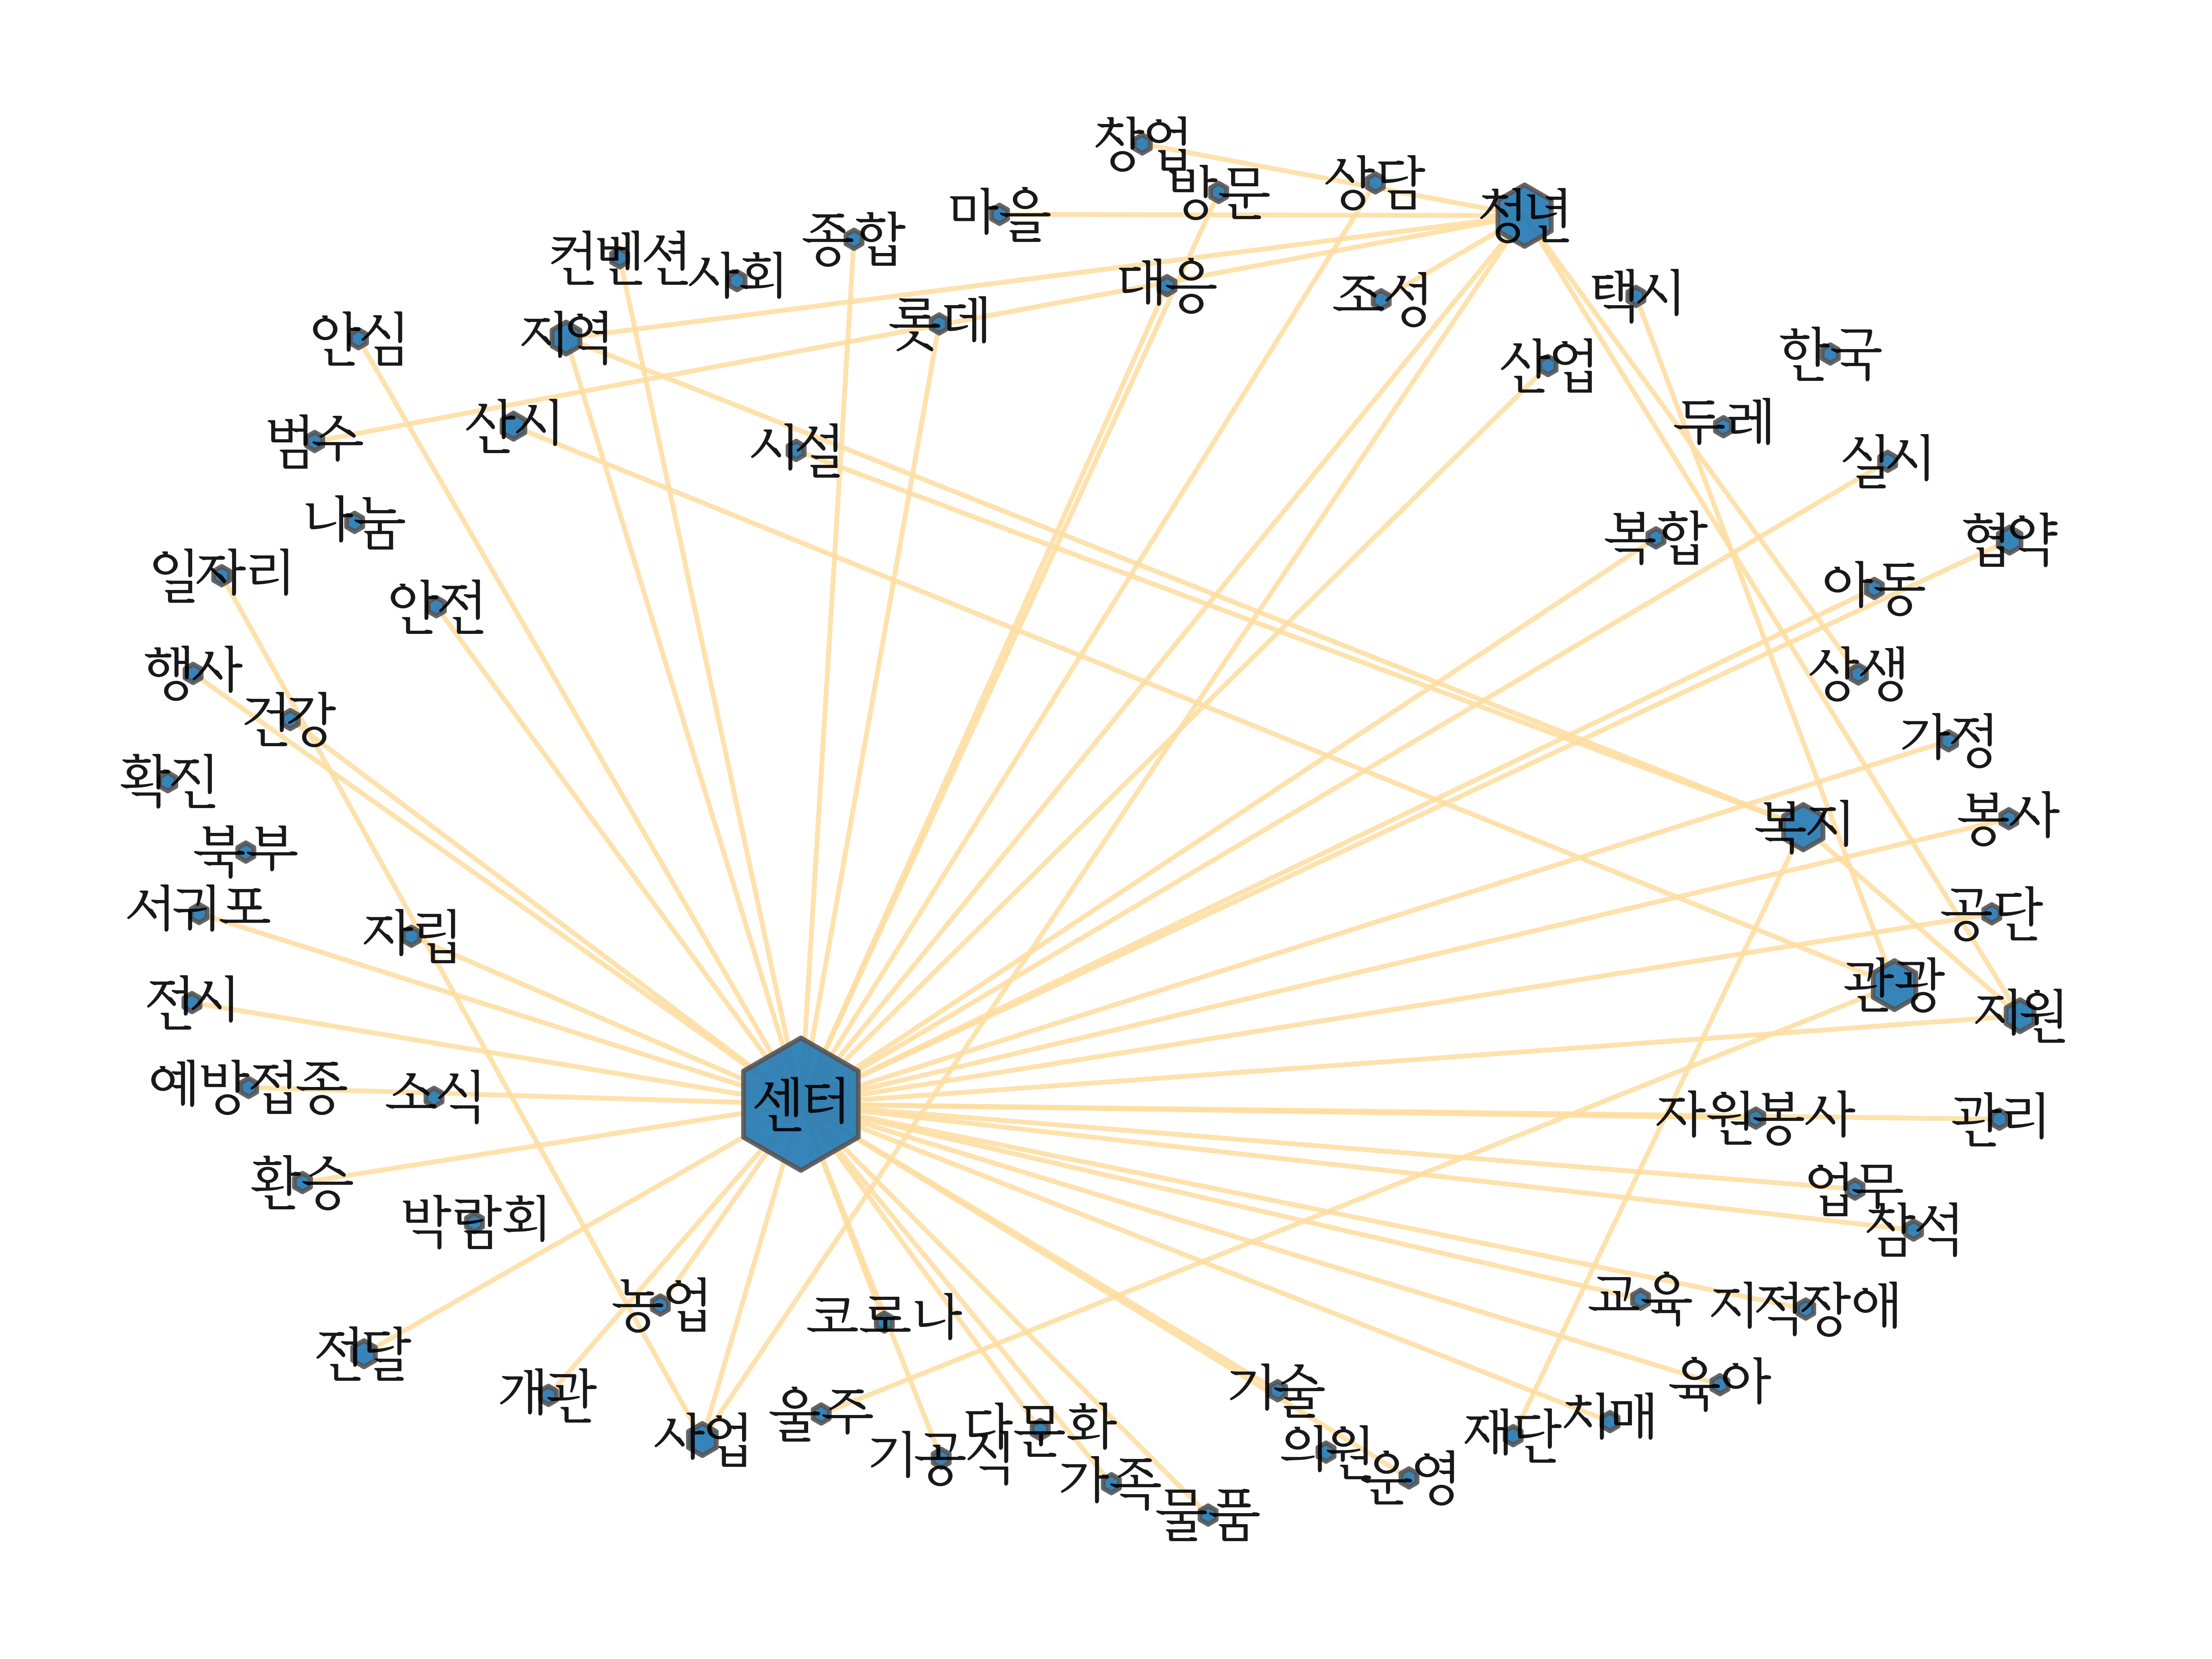 창업
방문
상담
마을
청년
종합
컨벤션
사회
대응
조성
택시
안심
지역
롯데
한국
산업
범수
산시
시설
두레
실시
나눔
복합
협약
일자리
안전
아동
행사
상생
건강
가정
확진
봉사
복지
북부
서귀포
자립
공단
전시
관광
지원
예방접종
소식
센터
자원봉사
관리
환승
업무
참석
박람회
농업
코로나
교육
지적장애
전달
개관
기술
육아
사업
울주
다문화
치매
재단
기공식
의원
가족
운영
물품